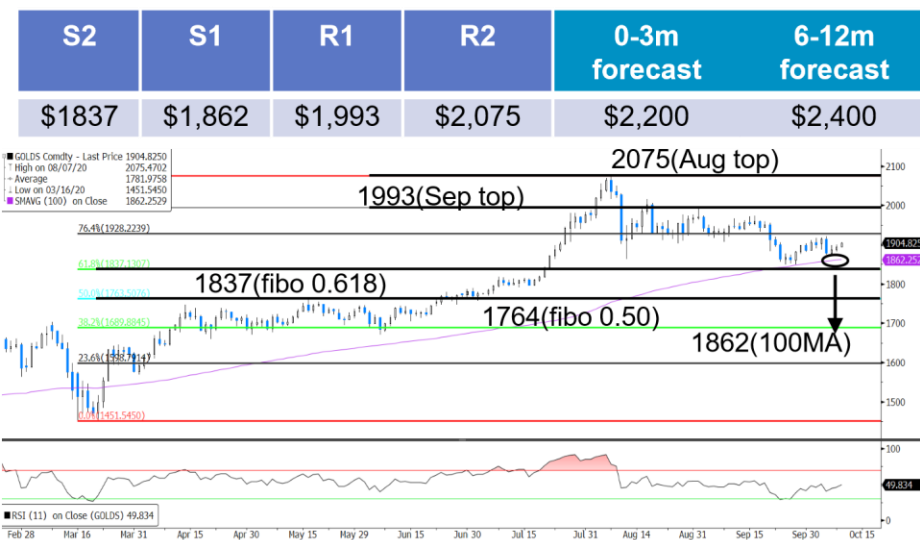 S2 S1 R1 R2 0-3m forecast 6-12m forecast
$1837 $1,862 $1,993 $2,075 $2,200 $2,400
GOLDS Comdty - Last Price 1904.8250
High on 08/07/20 2075.4702
Average 1781.9758
Low on 03/16/20 1451.5450
SMAVG (100) on Close 1862.2529
2075(Aug top)
1993(Sep top)
76.4%(1928.2239)
61.8%(1837.1307)
1837(fibo 0.618)
50.0%(1763.5076)
1764(fibo 0.50)
38.2%(1689.8845)
1862(100MA)
23.6%(1598.7914)
0.0%(1451.5450)
2100
2000
1904.825
1862.252
1800
1700
1600
1500
100
49.834
0
RSI (11) on Close (GOLDS) 49.834
Feb 28 Mar 16 Mar 31 Apr 15 Apr 30 May 15 May 29 Jun 15 Jun 30 Jul 15 Jul 31 Aug 14 Aug 31 Sep 15 Sep 30 Oct 15